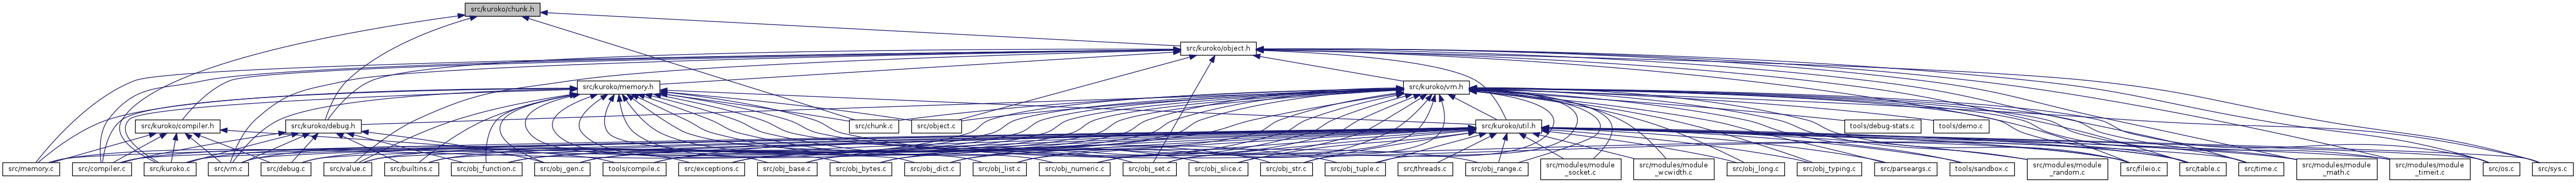 src/kuroko/chunk.h
src/kuroko/object.h
src/kuroko/memory.h
src/kuroko/vm.h
src/kuroko/compiler.h
src/kuroko/debug.h
src/chunk.c
src/object.c
src/kuroko/util.h
tools/debug-stats.c
tools/demo.c
src/memory.c
src/compiler.c
src/kuroko.c
src/vm.c
src/debug.c
src/value.c
src/builtins.c
src/obj_function.c
src/obj_gen.c
tools/compile.c
src/exceptions.c
src/obj_base.c
src/obj_bytes.c
src/obj_dict.c
src/obj_list.c
src/obj_numeric.c
src/obj_set.c
src/obj_slice.c
src/obj_str.c
src/obj_tuple.c
src/threads.c
src/obj_range.c
src/modules/module
_socket.c
src/modules/module
_wcwidth.c
src/obj_long.c
src/obj_typing.c
src/parseargs.c
tools/sandbox.c
src/modules/module
_random.c
src/fileio.c
src/table.c
src/time.c
src/modules/module
_math.c
src/modules/module
_timeit.c
src/os.c
src/sys.c